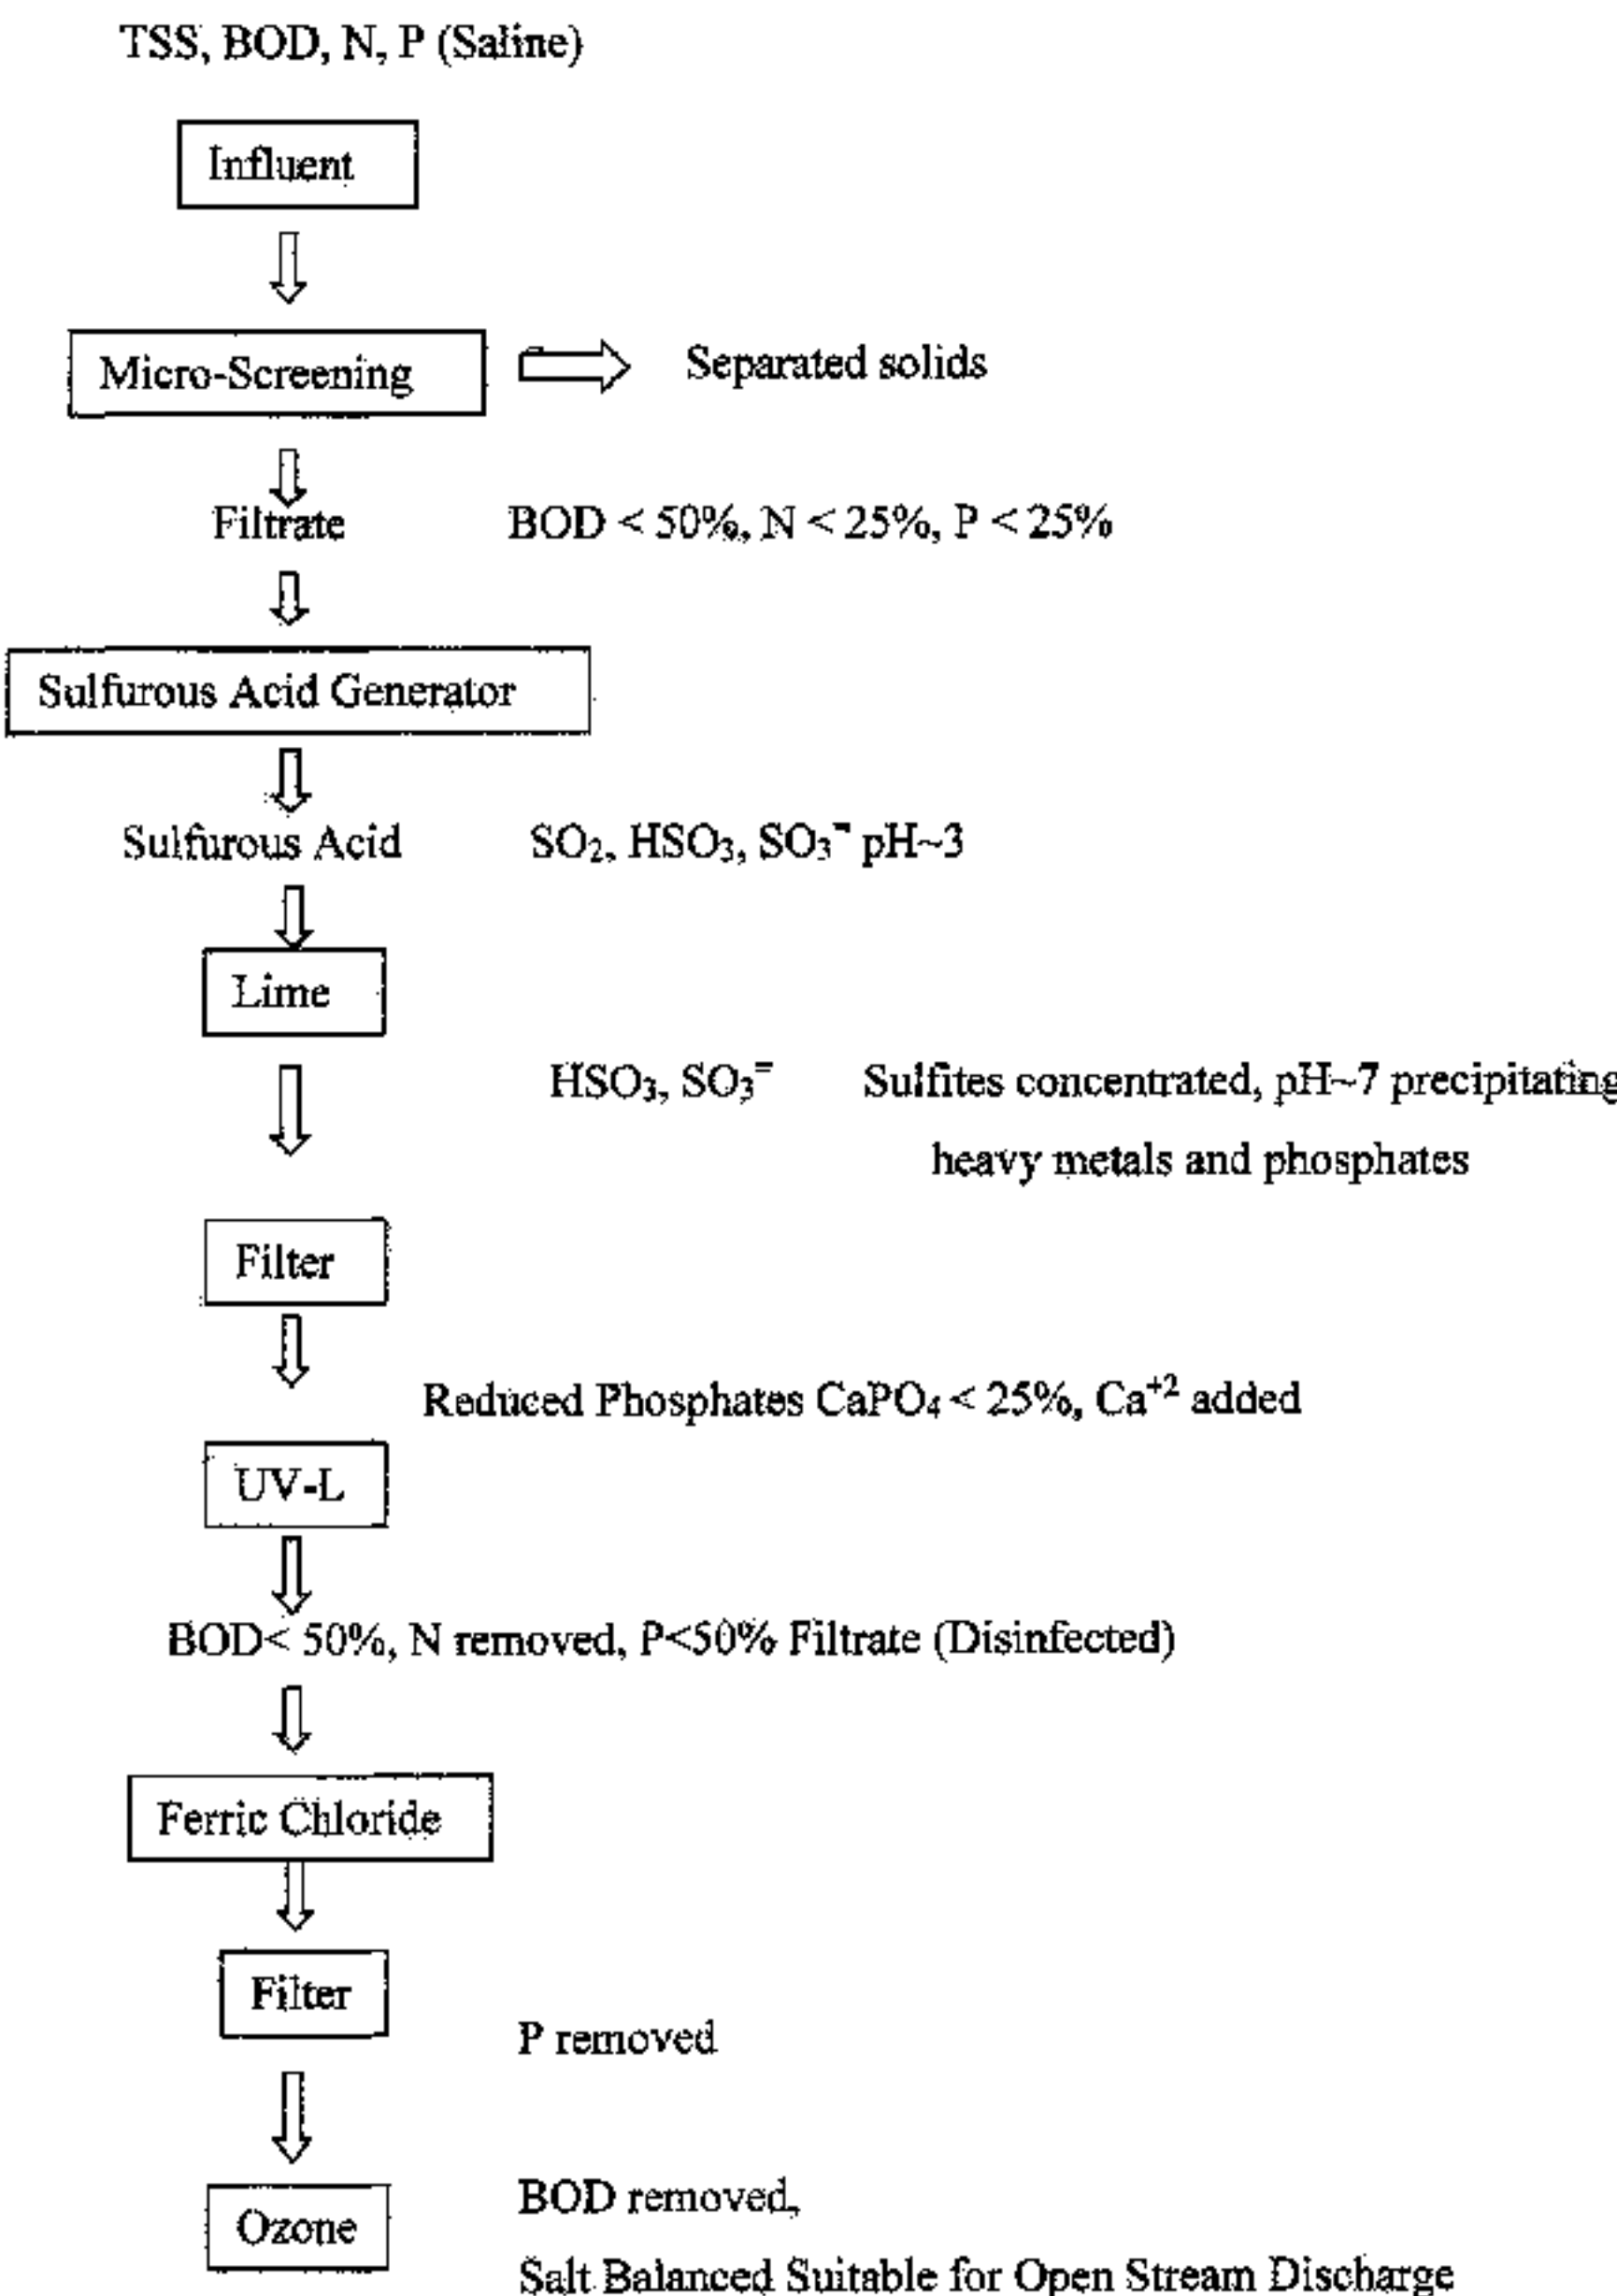 TSS, BOD, N, P (Saline)
Influent
Micro-Screening
Separated solids
Filtrate
BOD < 50%, N < 25%, P < 25%
Sulfurous Acid Generator
Sulfurous Acid
SO₂, HSO₃, SO₃⁻ pH~3
Lime
HSO₃, SO₃⁼
Sulfites concentrated, pH~7 precipitating
heavy metals and phosphates
Filter
Reduced Phosphates CaPO₄ < 25%, Ca⁺² added
UV-L
BOD< 50%, N removed, P<50% Filtrate (Disinfected)
Ferric Chloride
Filter
P removed
Ozone
BOD removed,
Salt Balanced Suitable for Open Stream Discharge